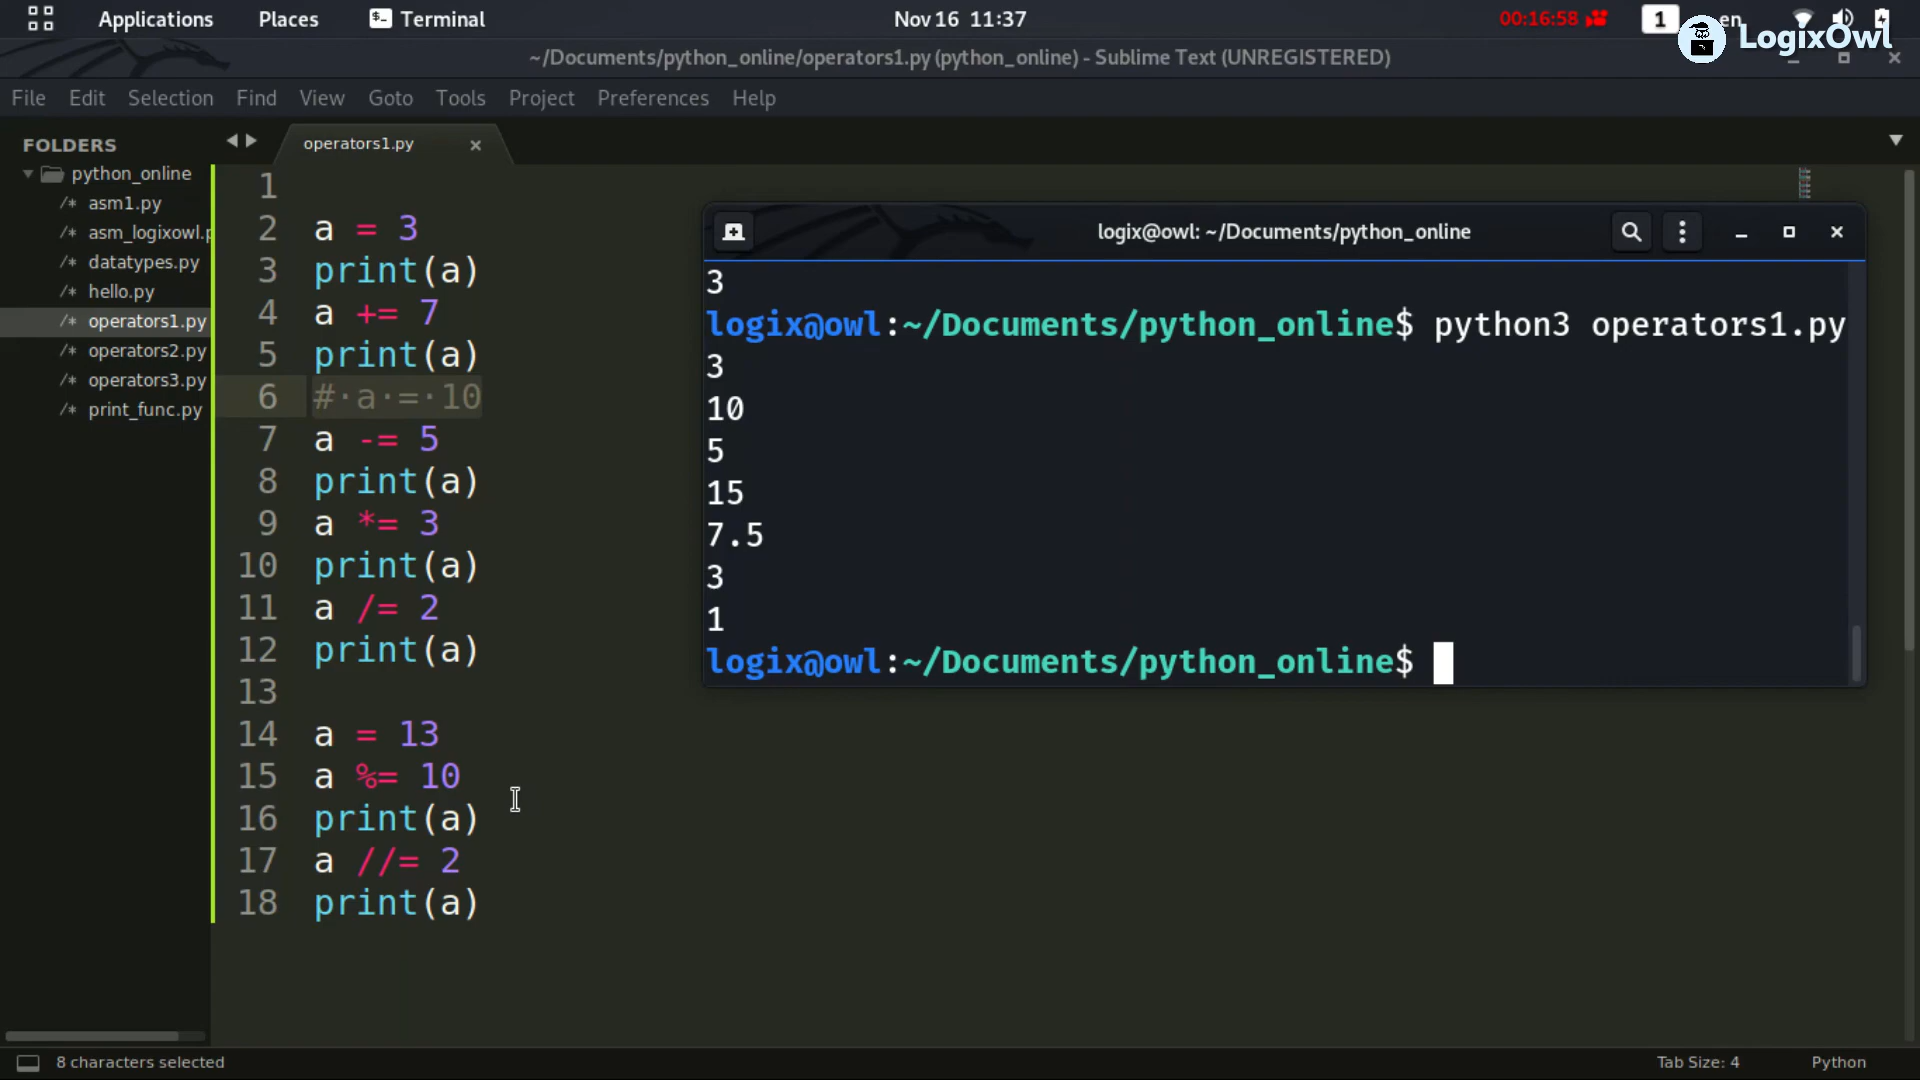 Applications Places Terminal Nov 16 11:37 00:16:58 1 en
LogixOwl
~/Documents/python_online/operators1.py (python_online) - Sublime Text (UNREGISTERED)
File Edit Selection Find View Goto Tools Project Preferences Help
FOLDERS
python_online
/* asm1.py
/* asm_logixowl.p
/* datatypes.py
/* hello.py
/* operators1.py
/* operators2.py
/* operators3.py
/* print_func.py
operators1.py
1
2 a = 3
3 print(a)
4 a += 7
5 print(a)
6 #·a·=·10
7 a -= 5
8 print(a)
9 a *= 3
10 print(a)
11 a /= 2
12 print(a)
13
14 a = 13
15 a %= 10
16 print(a)
17 a //= 2
18 print(a)
logix@owl: ~/Documents/python_online
3
logix@owl:~/Documents/python_online$ python3 operators1.py
3
10
5
15
7.5
3
1
logix@owl:~/Documents/python_online$
8 characters selected Tab Size: 4 Python